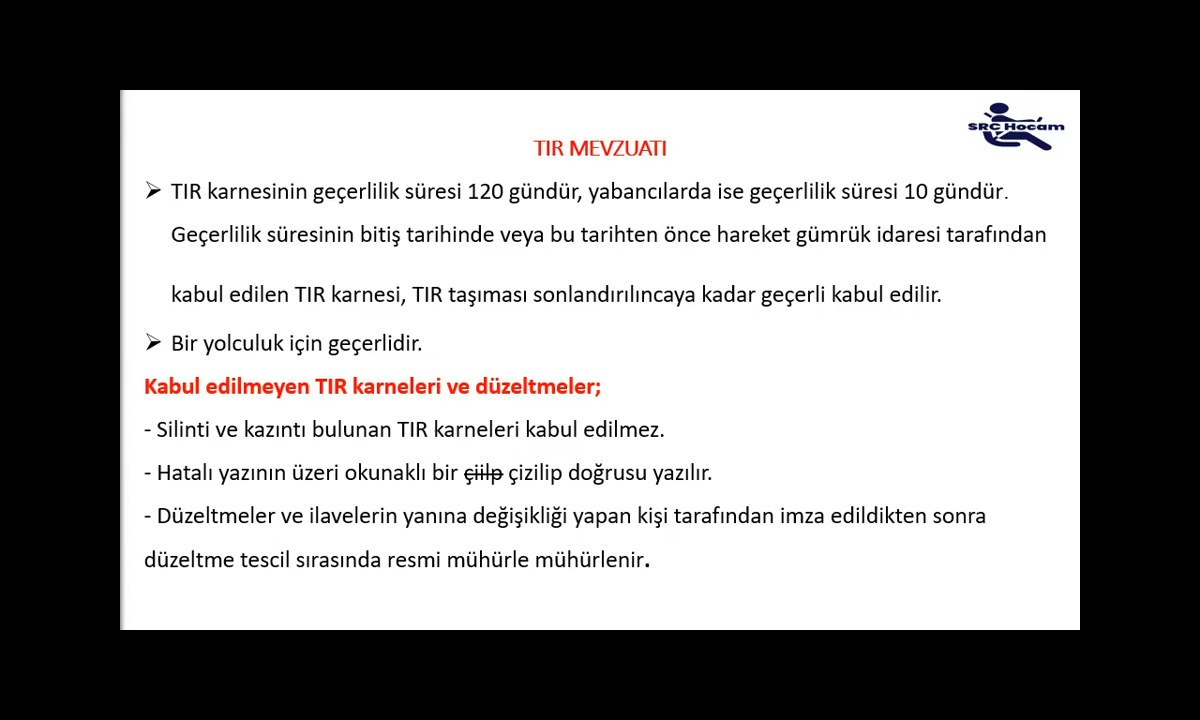 SRC Hocam
TIR MEVZUATI
➢ TIR karnesinin geçerlilik süresi 120 gündür, yabancılarda ise geçerlilik süresi 10 gündür.
Geçerlilik süresinin bitiş tarihinde veya bu tarihten önce hareket gümrük idaresi tarafından
kabul edilen TIR karnesi, TIR taşıması sonlandırılıncaya kadar geçerli kabul edilir.
➢ Bir yolculuk için geçerlidir.
Kabul edilmeyen TIR karneleri ve düzeltmeler;
- Silinti ve kazıntı bulunan TIR karneleri kabul edilmez.
- Hatalı yazının üzeri okunaklı bir çiilp çizilip doğrusu yazılır.
- Düzeltmeler ve ilavelerin yanına değişikliği yapan kişi tarafından imza edildikten sonra
düzeltme tescil sırasında resmi mühürle mühürlenir.